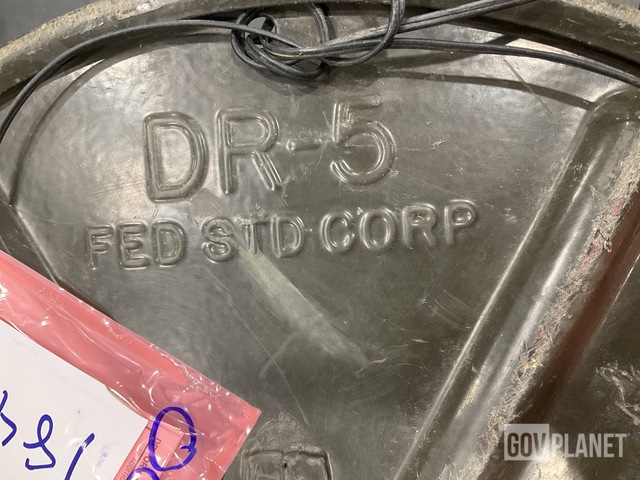 DR-5
FED STD CORP
GOVPLANET